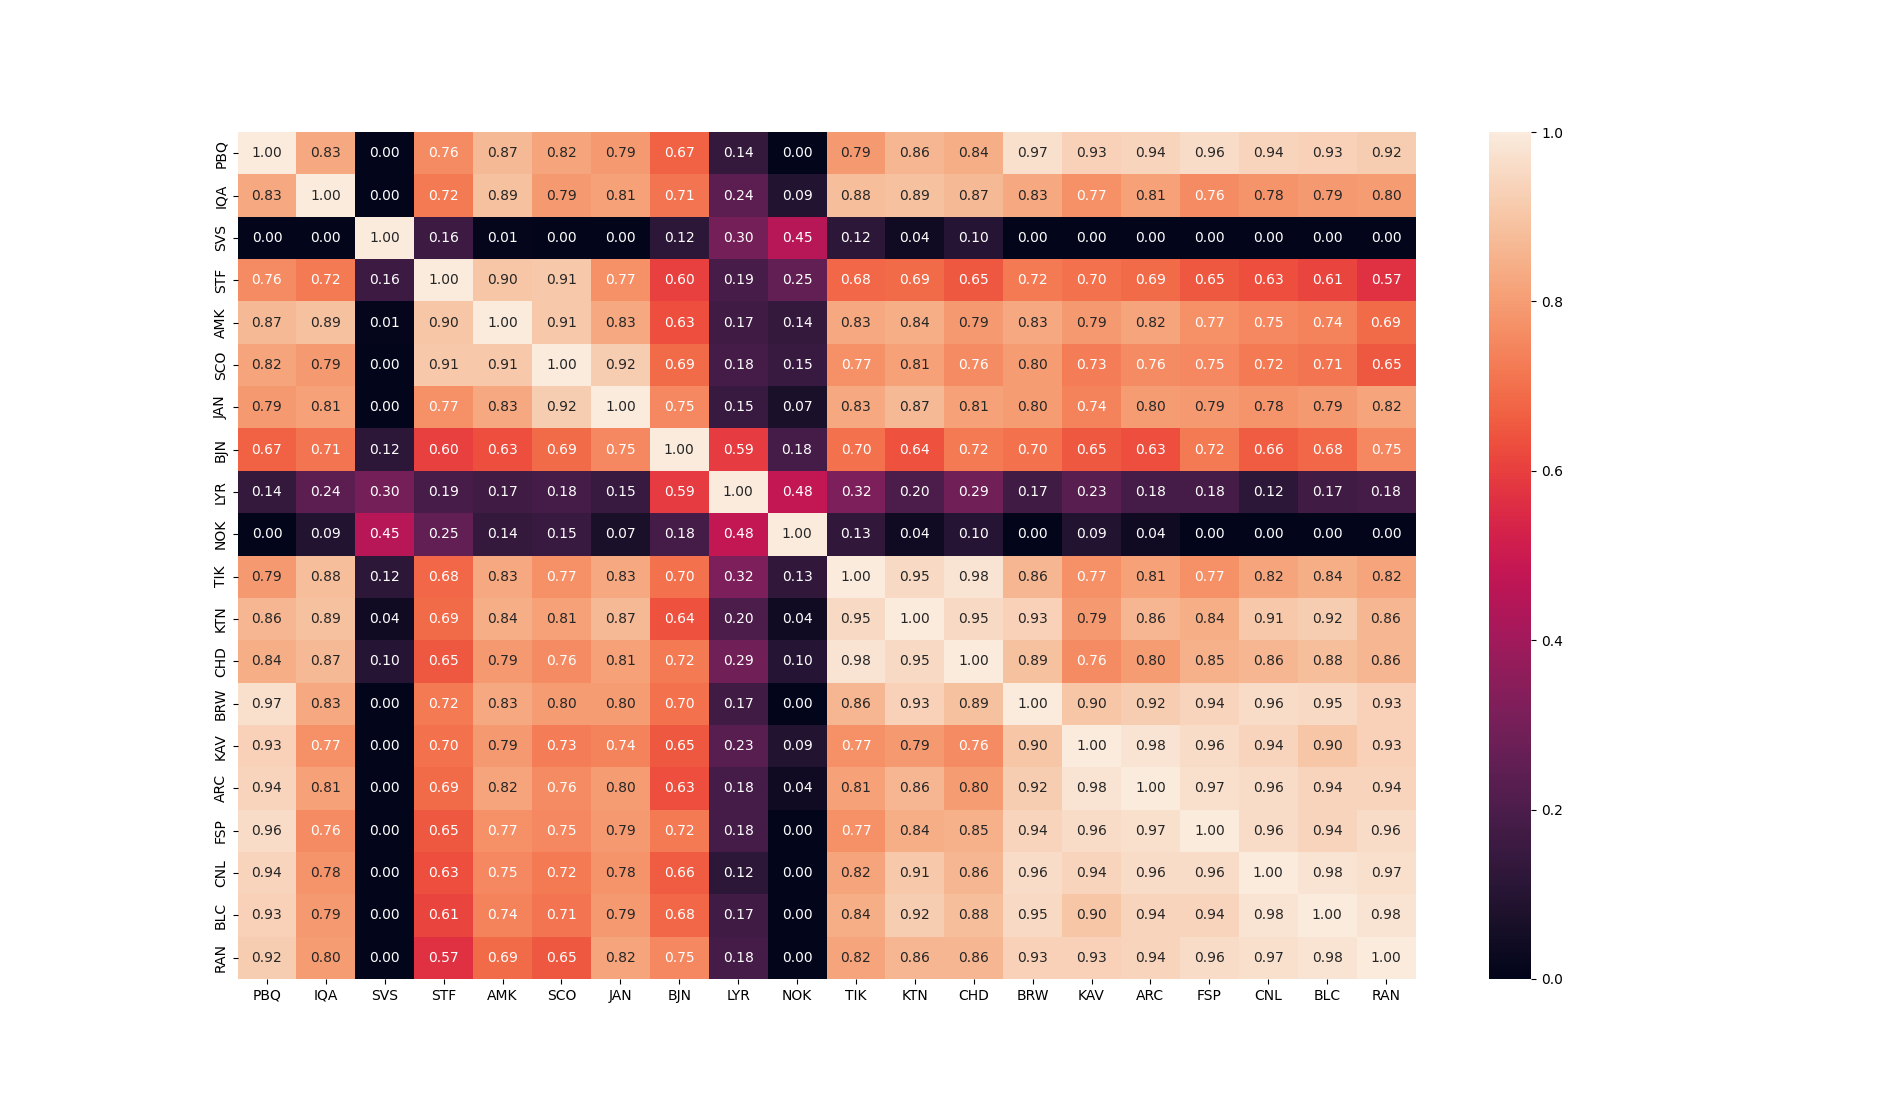 PBQ 1.00 0.83 0.00 0.76 0.87 0.82 0.79 0.67 0.14 0.00 0.79 0.86 0.84 0.97 0.93 0.94 0.96 0.94 0.93 0.92 1.0
IQA 0.83 1.00 0.00 0.72 0.89 0.79 0.81 0.71 0.24 0.09 0.88 0.89 0.87 0.83 0.77 0.81 0.76 0.78 0.79 0.80
SVS 0.00 0.00 1.00 0.16 0.01 0.00 0.00 0.12 0.30 0.45 0.12 0.04 0.10 0.00 0.00 0.00 0.00 0.00 0.00 0.00
STF 0.76 0.72 0.16 1.00 0.90 0.91 0.77 0.60 0.19 0.25 0.68 0.69 0.65 0.72 0.70 0.69 0.65 0.63 0.61 0.57 0.8
AMK 0.87 0.89 0.01 0.90 1.00 0.91 0.83 0.63 0.17 0.14 0.83 0.84 0.79 0.83 0.79 0.82 0.77 0.75 0.74 0.69
SCO 0.82 0.79 0.00 0.91 0.91 1.00 0.92 0.69 0.18 0.15 0.77 0.81 0.76 0.80 0.73 0.76 0.75 0.72 0.71 0.65
JAN 0.79 0.81 0.00 0.77 0.83 0.92 1.00 0.75 0.15 0.07 0.83 0.87 0.81 0.80 0.74 0.80 0.79 0.78 0.79 0.82
BJN 0.67 0.71 0.12 0.60 0.63 0.69 0.75 1.00 0.59 0.18 0.70 0.64 0.72 0.70 0.65 0.63 0.72 0.66 0.68 0.75 0.6
LYR 0.14 0.24 0.30 0.19 0.17 0.18 0.15 0.59 1.00 0.48 0.32 0.20 0.29 0.17 0.23 0.18 0.18 0.12 0.17 0.18
NOK 0.00 0.09 0.45 0.25 0.14 0.15 0.07 0.18 0.48 1.00 0.13 0.04 0.10 0.00 0.09 0.04 0.00 0.00 0.00 0.00
TIK 0.79 0.88 0.12 0.68 0.83 0.77 0.83 0.70 0.32 0.13 1.00 0.95 0.98 0.86 0.77 0.81 0.77 0.82 0.84 0.82
KTN 0.86 0.89 0.04 0.69 0.84 0.81 0.87 0.64 0.20 0.04 0.95 1.00 0.95 0.93 0.79 0.86 0.84 0.91 0.92 0.86 0.4
CHD 0.84 0.87 0.10 0.65 0.79 0.76 0.81 0.72 0.29 0.10 0.98 0.95 1.00 0.89 0.76 0.80 0.85 0.86 0.88 0.86
BRW 0.97 0.83 0.00 0.72 0.83 0.80 0.80 0.70 0.17 0.00 0.86 0.93 0.89 1.00 0.90 0.92 0.94 0.96 0.95 0.93
KAV 0.93 0.77 0.00 0.70 0.79 0.73 0.74 0.65 0.23 0.09 0.77 0.79 0.76 0.90 1.00 0.98 0.96 0.94 0.90 0.93
ARC 0.94 0.81 0.00 0.69 0.82 0.76 0.80 0.63 0.18 0.04 0.81 0.86 0.80 0.92 0.98 1.00 0.97 0.96 0.94 0.94 0.2
FSP 0.96 0.76 0.00 0.65 0.77 0.75 0.79 0.72 0.18 0.00 0.77 0.84 0.85 0.94 0.96 0.97 1.00 0.96 0.94 0.96
CNL 0.94 0.78 0.00 0.63 0.75 0.72 0.78 0.66 0.12 0.00 0.82 0.91 0.86 0.96 0.94 0.96 0.96 1.00 0.98 0.97
BLC 0.93 0.79 0.00 0.61 0.74 0.71 0.79 0.68 0.17 0.00 0.84 0.92 0.88 0.95 0.90 0.94 0.94 0.98 1.00 0.98
RAN 0.92 0.80 0.00 0.57 0.69 0.65 0.82 0.75 0.18 0.00 0.82 0.86 0.86 0.93 0.93 0.94 0.96 0.97 0.98 1.00 0.0
PBQ IQA SVS STF AMK SCO JAN BJN LYR NOK TIK KTN CHD BRW KAV ARC FSP CNL BLC RAN